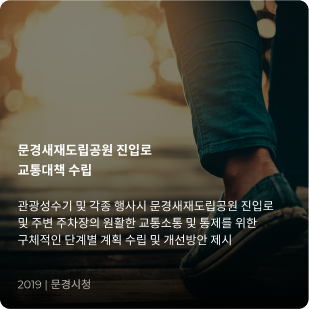 문경새재도립공원 진입로
교통대책 수립
관광성수기 및 각종 행사시 문경새재도립공원 진입로
및 주변 주차장의 원활한 교통소통 및 통제를 위한
구체적인 단계별 계획 수립 및 개선방안 제시
2019 | 문경시청